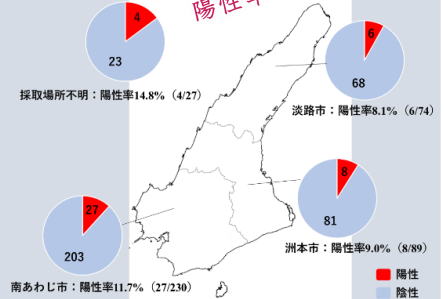 陽性率
4
23
採取場所不明：陽性率14.8%（4/27）
6
68
淡路市：陽性率8.1%（6/74）
8
81
洲本市：陽性率9.0%（8/89）
27
203
南あわじ市：陽性率11.7%（27/230）
陽性
陰性